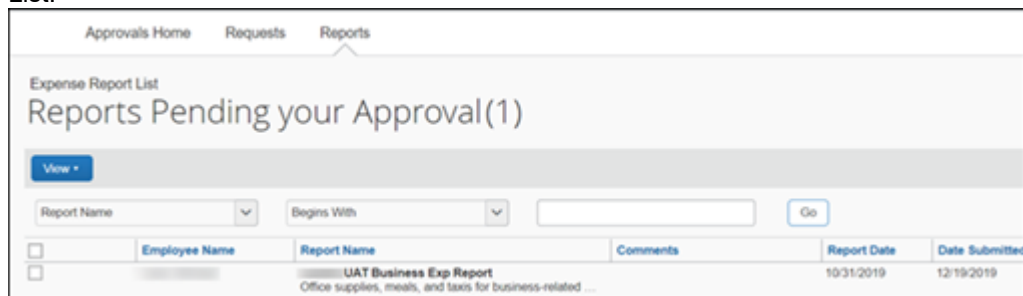 List.
Approvals Home Requests Reports
Expense Report List
Reports Pending your Approval(1)
View
Report Name Begins With Go
Employee Name Report Name Comments Report Date Date Submitted
UAT Business Exp Report 10/31/2019 12/19/2019
Office supplies, meals, and taxis for business-related ...